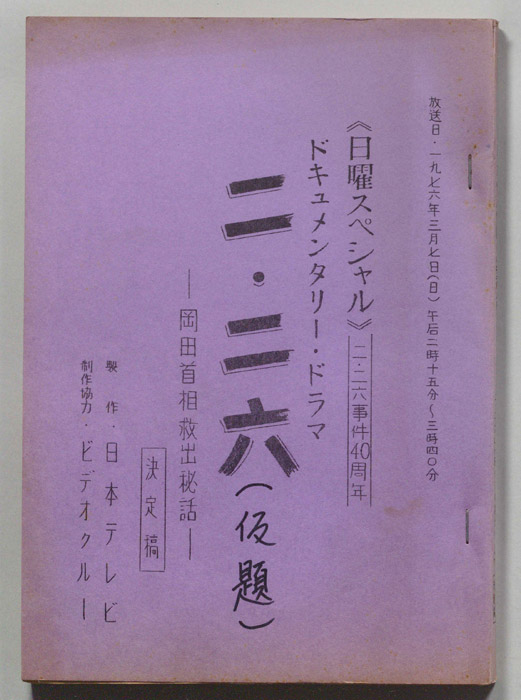 放送日・一九七六年三月七日(日)午后二時十五分～三時四〇分
《日曜スペシャル》二・二六事件40周年
ドキュメンタリー・ドラマ
二・二六(仮題)
―岡田首相救出秘話―
決定稿
製作・日本テレビ
制作協力・ビデオクルー